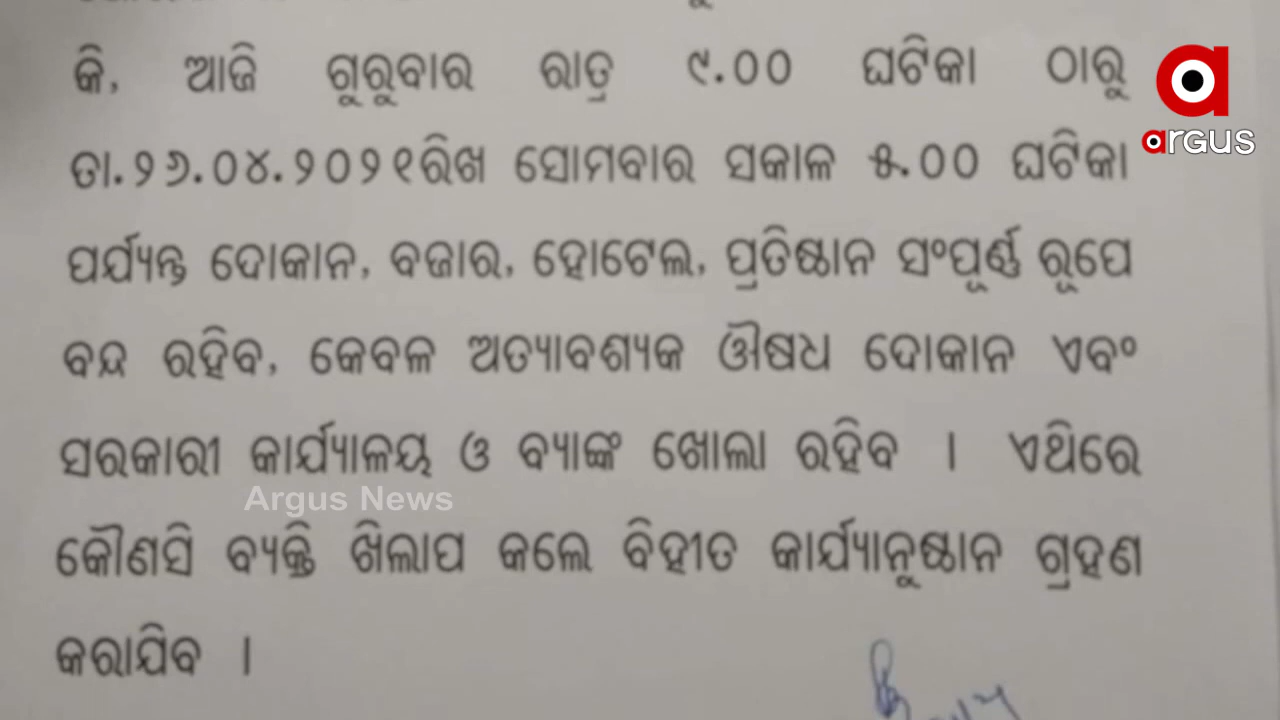 କି, ଆଜି ଗୁରୁବାର ରାତ୍ର ୯.୦୦ ଘଟିକା ଠାରୁ
argus
ତା.୨୬.୦୪.୨୦୨୧ରିଖ ସୋମବାର ସକାଳ ୫.୦୦ ଘଟିକା
ପର୍ଯ୍ୟନ୍ତ ଦୋକାନ, ବଜାର, ହୋଟେଲ, ପ୍ରତିଷ୍ଠାନ ସଂପୂର୍ଣ୍ଣ ରୂପେ
ବନ୍ଦ ରହିବ, କେବଳ ଅତ୍ୟାବଶ୍ୟକ ଔଷଧ ଦୋକାନ ଏବଂ
ସରକାରୀ କାର୍ଯ୍ୟାଳୟ ଓ ବ୍ୟାଙ୍କ ଖୋଲା ରହିବ । ଏଥିରେ
Argus News
କୌଣସି ବ୍ୟକ୍ତି ଖିଲାପ କଲେ ବିହୀତ କାର୍ଯ୍ୟାନୁଷ୍ଠାନ ଗ୍ରହଣ
କରାଯିବ ।